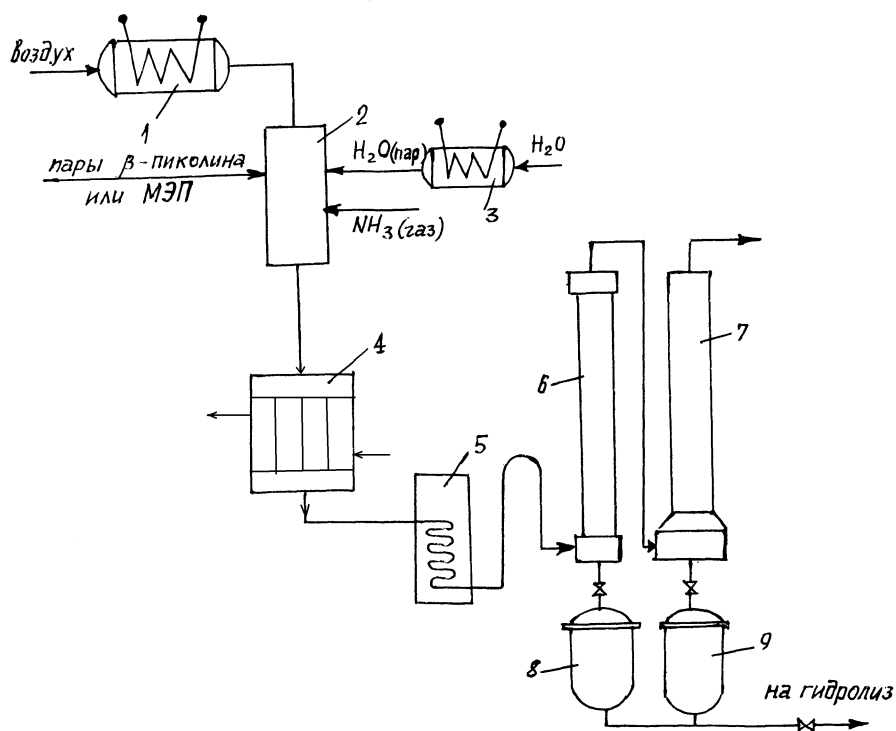 воздух
1
2
пары β-пиколина
или МЭП
H₂O(пар)
H₂O
3
NH₃(газ)
4
5
6
7
8
9
на гидролиз